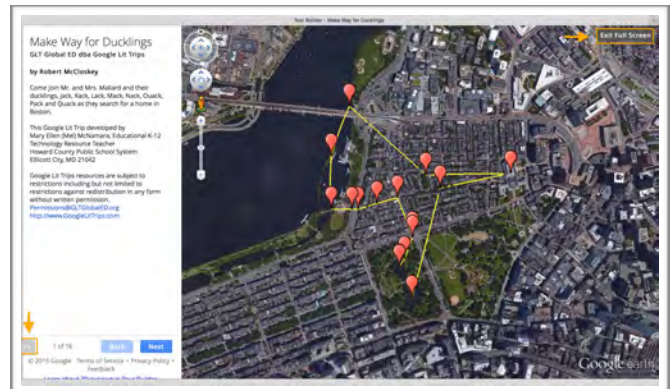 Tour Builder - Make Way for Ducklings
Make Way for Ducklings
GLT Global ED dba Google Lit Trips
by Robert McCloskey
Come Join Mr. and Mrs. Mallard and their
ducklings, Jack, Kack, Lack, Mack, Nack, Ouack,
Pack and Quack as they search for a home in
Boston.
This Google Lit Trip developed by
Mary Ellen (Mel) McNamara, Educational K-12
Technology Resource Teacher
Howard County Public School System
Ellicott City, MD 21042
Google Lit Trips resources are subject to
restrictions including but not limited to
restrictions against redistribution in any form
without written permission.
Permissions@GLTGlobalED.org
http://www.GoogleLitTrips.com
1 of 16
Back
Next
© 2015 Google Terms of Service • Privacy Policy •
Feedback
Exit Full Screen
Google earth